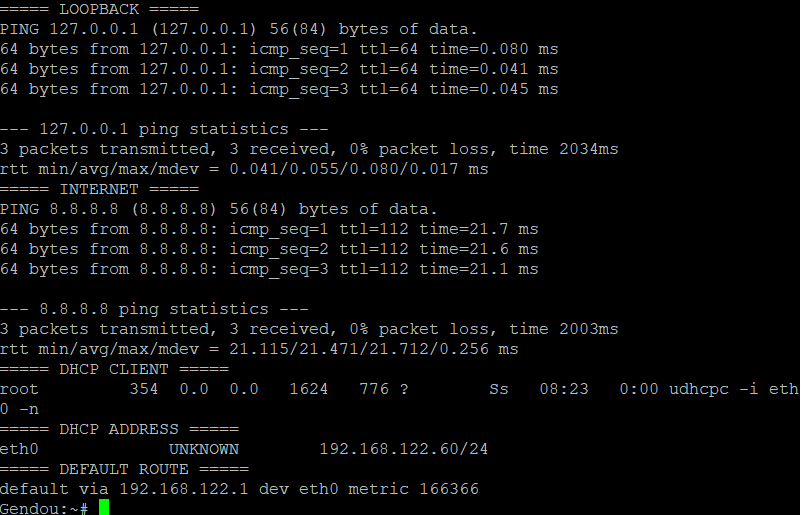 ===== LOOPBACK =====
PING 127.0.0.1 (127.0.0.1) 56(84) bytes of data.
64 bytes from 127.0.0.1: icmp_seq=1 ttl=64 time=0.080 ms
64 bytes from 127.0.0.1: icmp_seq=2 ttl=64 time=0.041 ms
64 bytes from 127.0.0.1: icmp_seq=3 ttl=64 time=0.045 ms

--- 127.0.0.1 ping statistics ---
3 packets transmitted, 3 received, 0% packet loss, time 2034ms
rtt min/avg/max/mdev = 0.041/0.055/0.080/0.017 ms
===== INTERNET =====
PING 8.8.8.8 (8.8.8.8) 56(84) bytes of data.
64 bytes from 8.8.8.8: icmp_seq=1 ttl=112 time=21.7 ms
64 bytes from 8.8.8.8: icmp_seq=2 ttl=112 time=21.6 ms
64 bytes from 8.8.8.8: icmp_seq=3 ttl=112 time=21.1 ms

--- 8.8.8.8 ping statistics ---
3 packets transmitted, 3 received, 0% packet loss, time 2003ms
rtt min/avg/max/mdev = 21.115/21.471/21.712/0.256 ms
===== DHCP CLIENT =====
root         354  0.0  0.0   1624   776 ?        Ss   08:23   0:00 udhcpc -i eth
0 -n
===== DHCP ADDRESS =====
eth0             UNKNOWN        192.168.122.60/24
===== DEFAULT ROUTE =====
default via 192.168.122.1 dev eth0 metric 166366
Gendou:~#